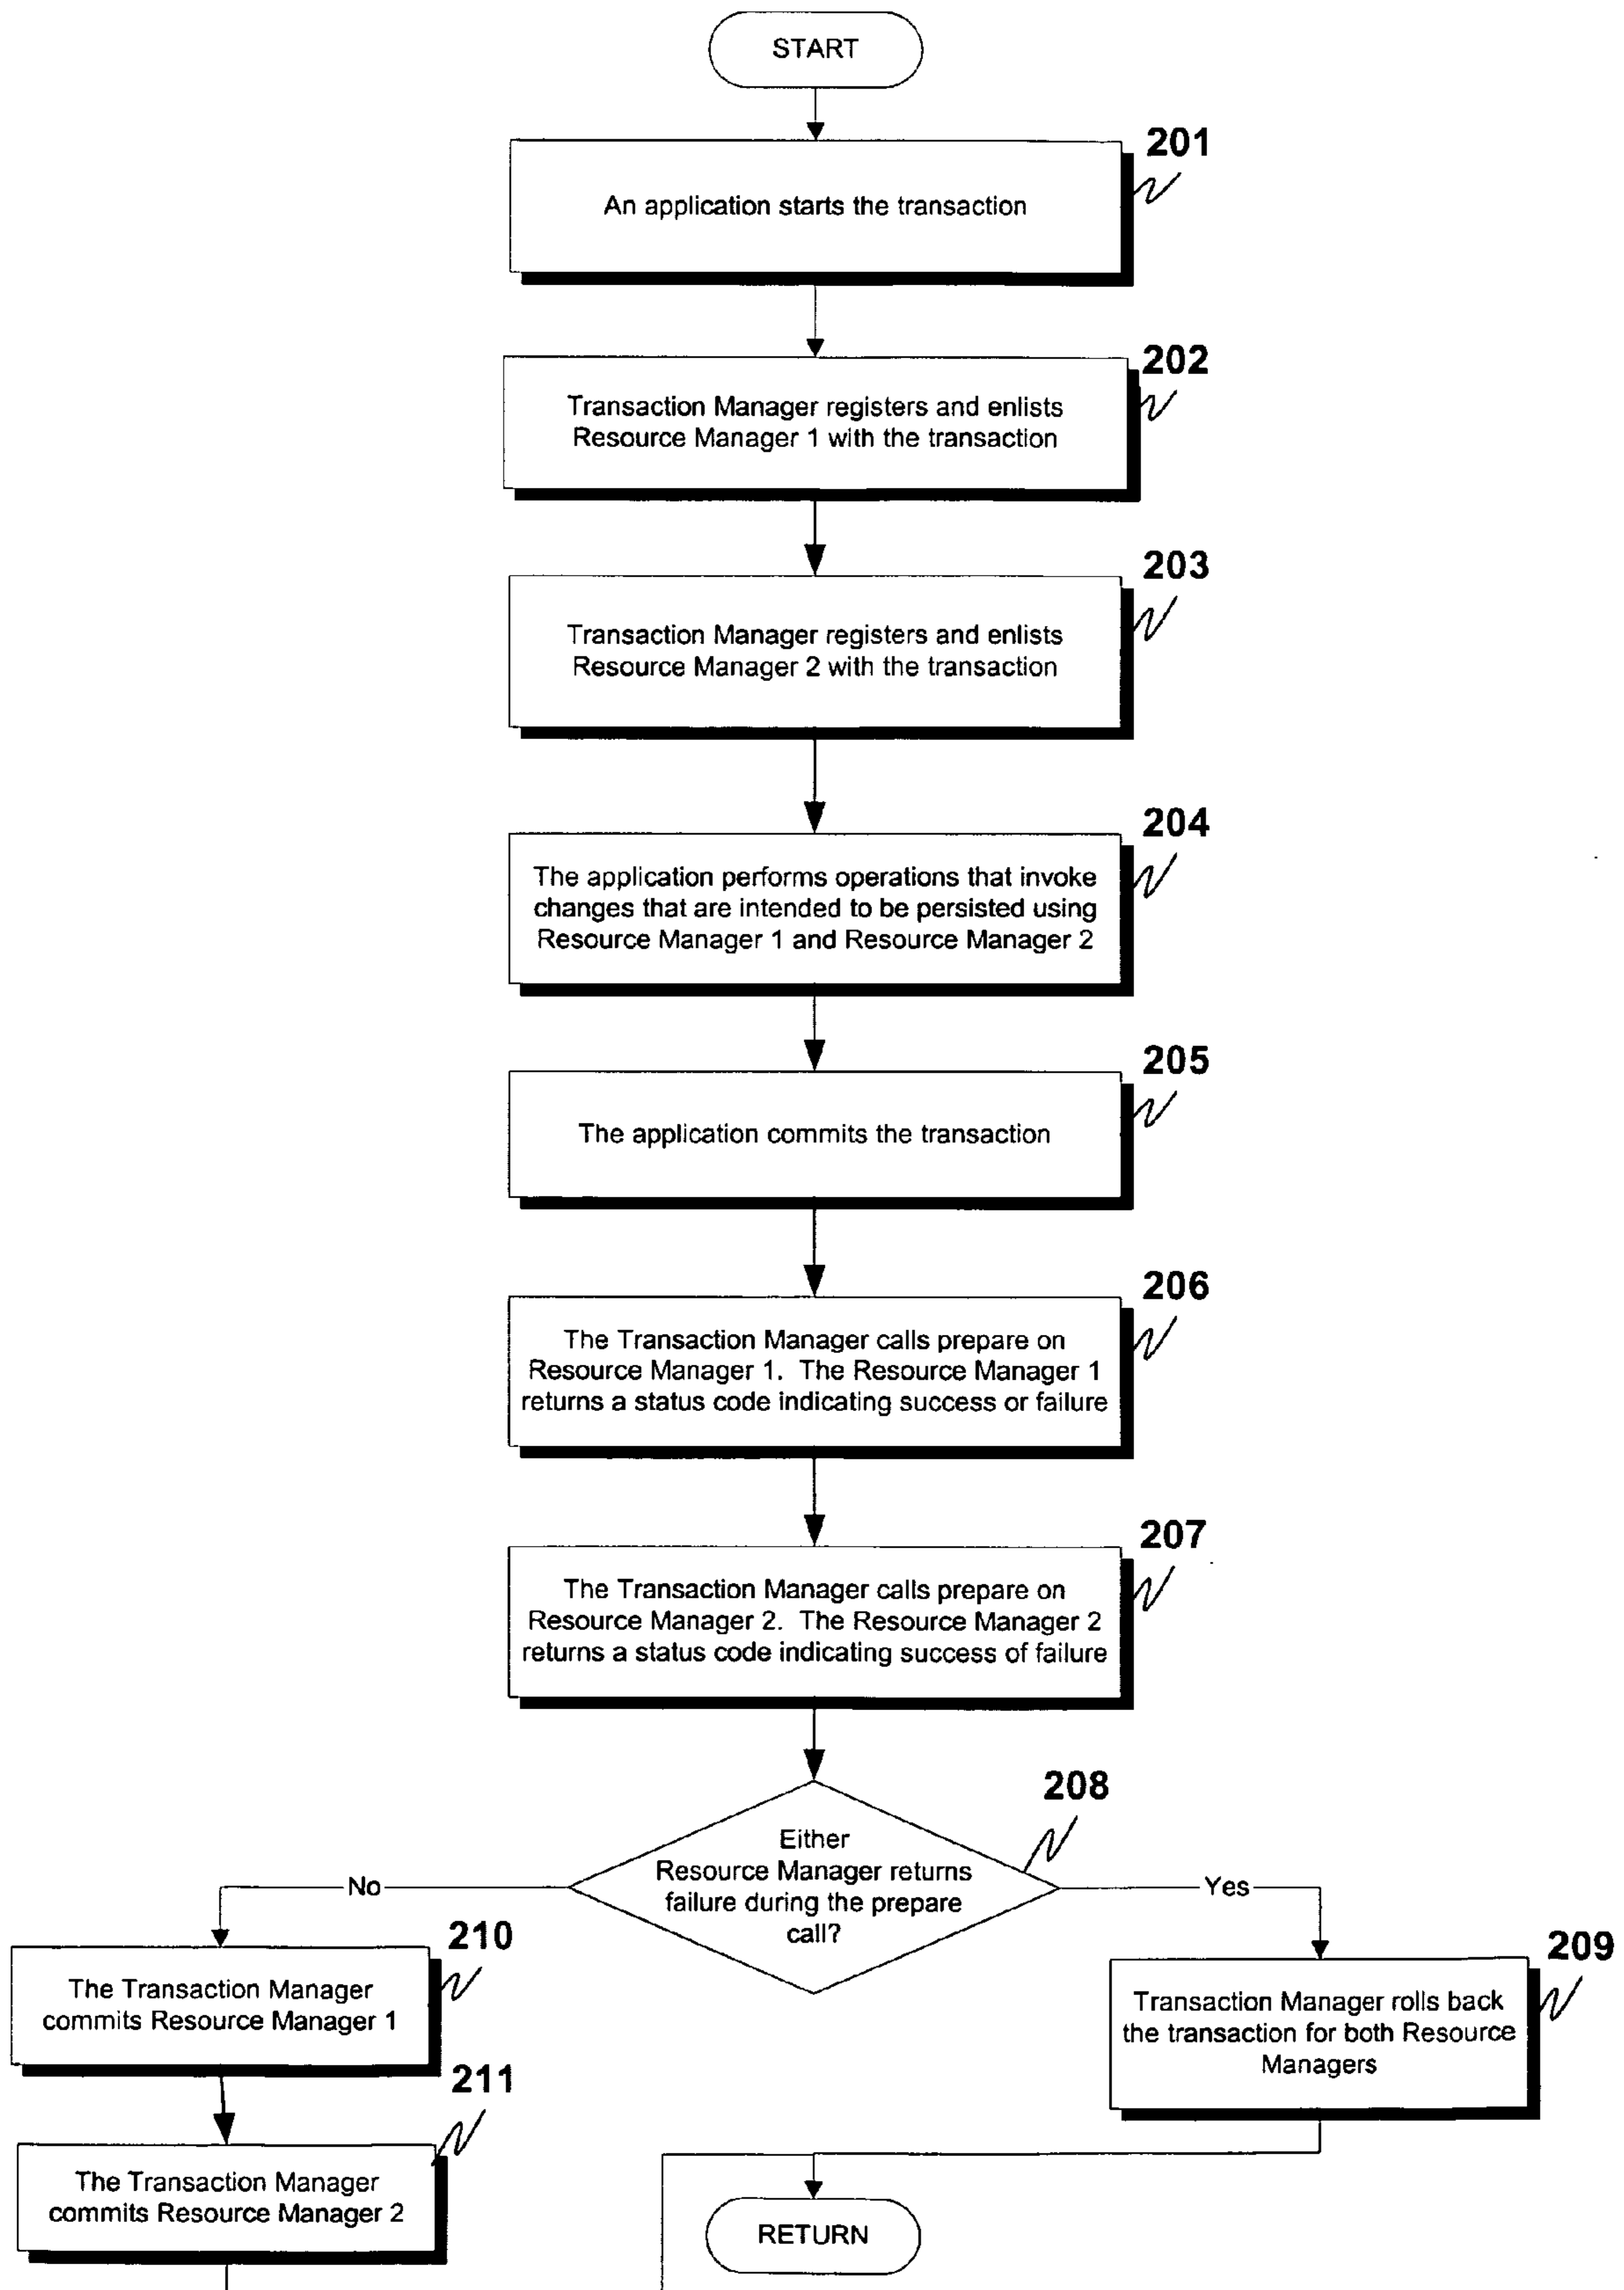 START
201
An application starts the transaction
202
Transaction Manager registers and enlists
Resource Manager 1 with the transaction
203
Transaction Manager registers and enlists
Resource Manager 2 with the transaction
204
The application performs operations that invoke
changes that are intended to be persisted using
Resource Manager 1 and Resource Manager 2
205
The application commits the transaction
206
The Transaction Manager calls prepare on
Resource Manager 1. The Resource Manager 1
returns a status code indicating success or failure
207
The Transaction Manager calls prepare on
Resource Manager 2. The Resource Manager 2
returns a status code indicating success of failure
208
Either
Resource Manager returns
failure during the prepare
call?
No
Yes
210
The Transaction Manager
commits Resource Manager 1
209
Transaction Manager rolls back
the transaction for both Resource
Managers
211
The Transaction Manager
commits Resource Manager 2
RETURN